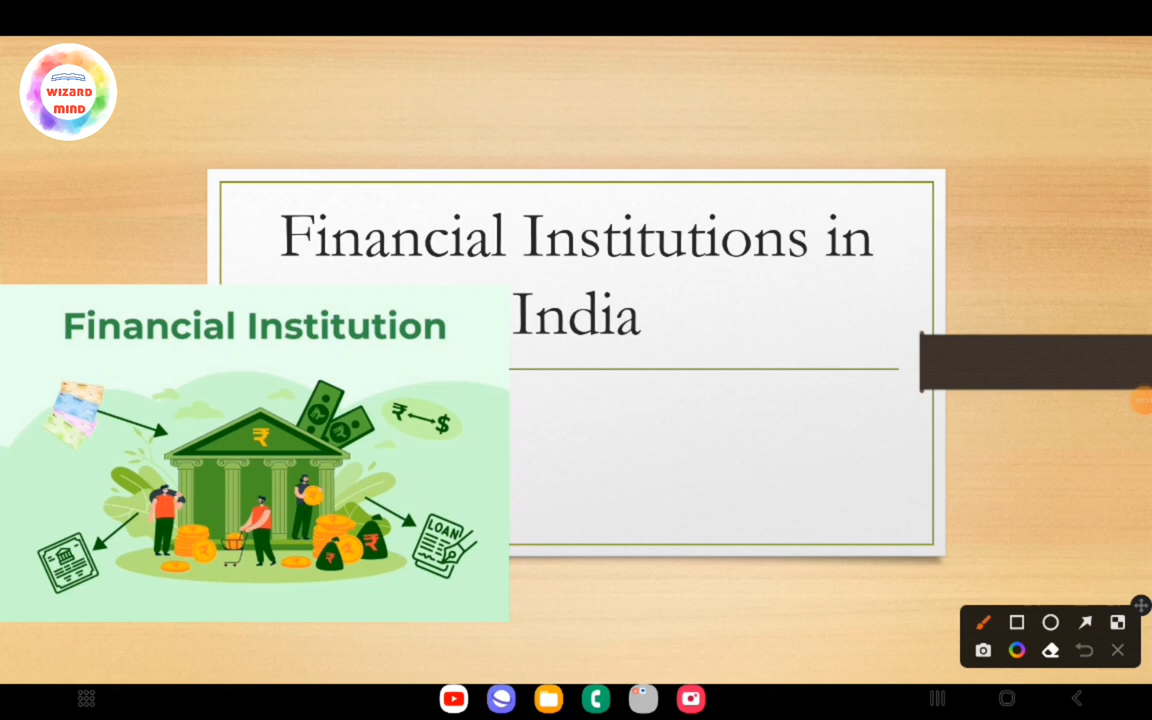 WIZARD
MIND
Financial Institutions in
India
Financial Institution
₹
₹ $
LOAN
₹
₹